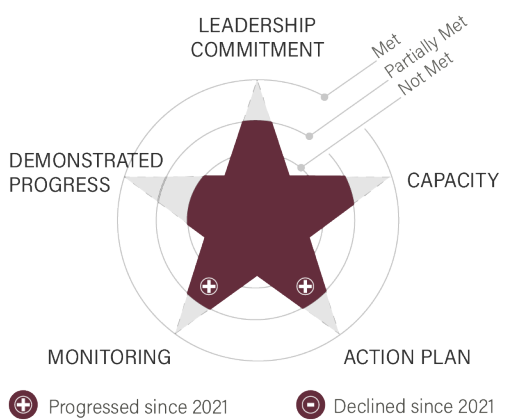 LEADERSHIP
COMMITMENT
Met
Partially Met
Not Met
DEMONSTRATED
PROGRESS
CAPACITY
MONITORING
ACTION PLAN
Progressed since 2021
Declined since 2021